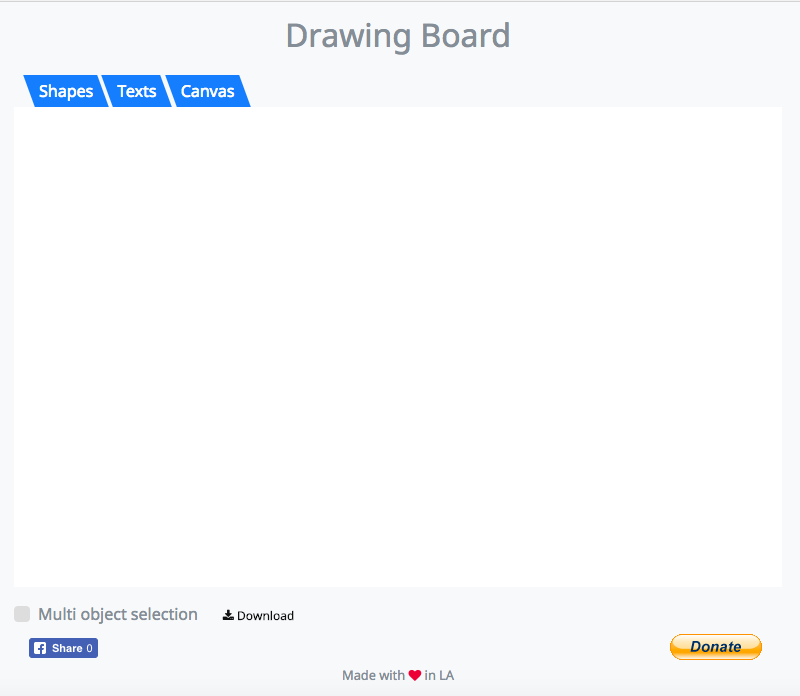 Drawing Board
Shapes Texts Canvas
Multi object selection Download
Share 0 Donate
Made with ❤ in LA